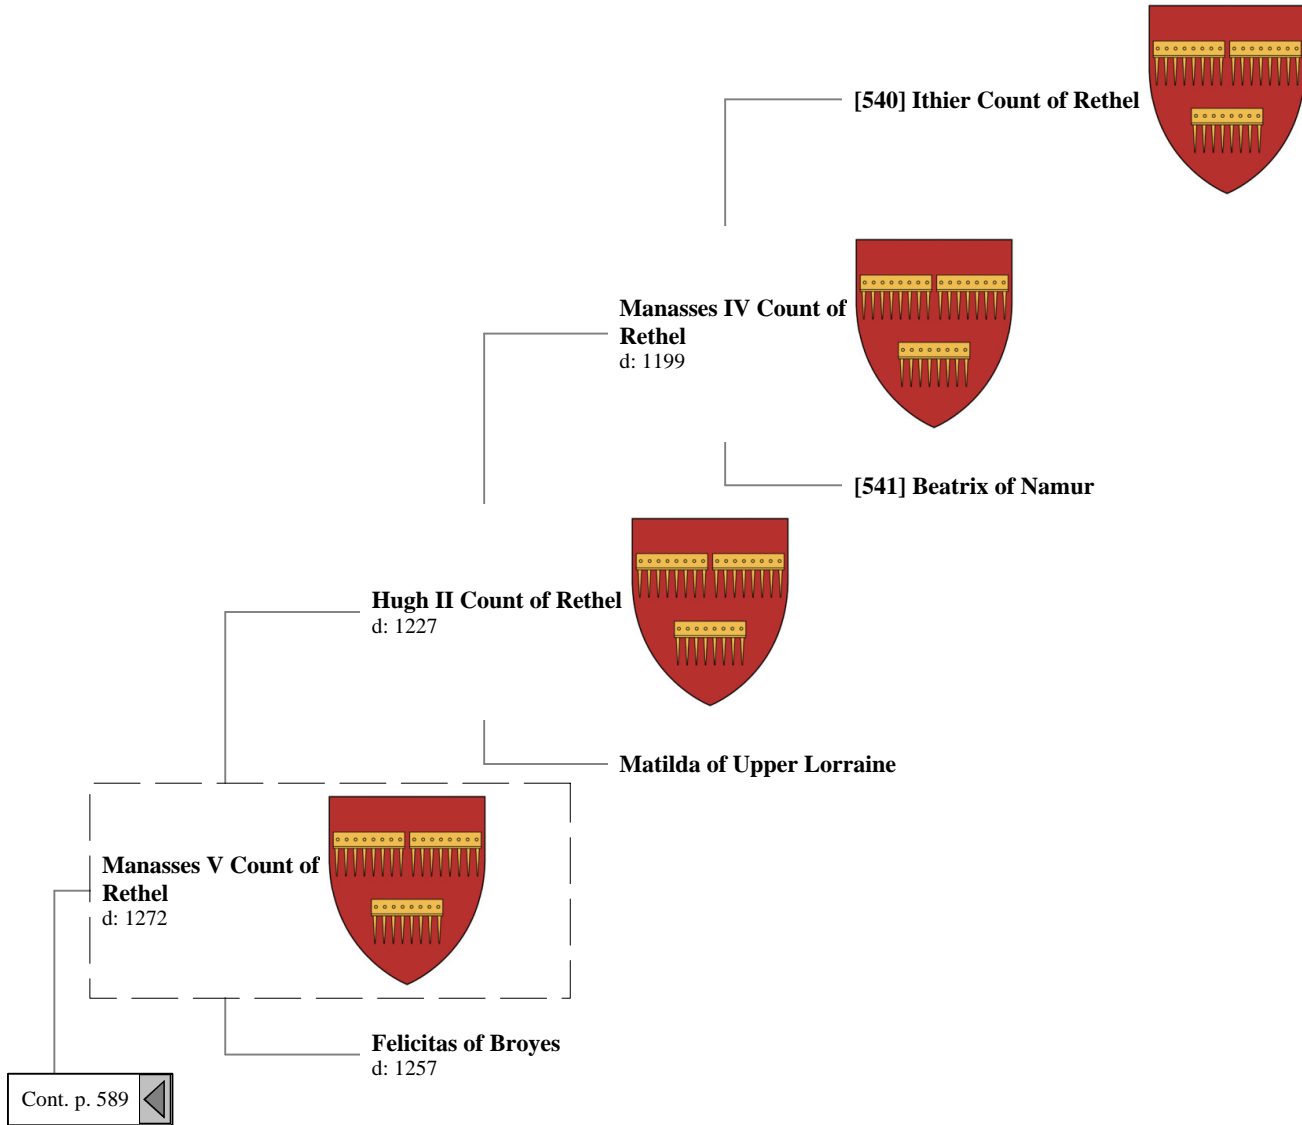 [540] Ithier Count of Rethel
Manasses IV Count of
Rethel
d: 1199
[541] Beatrix of Namur
Hugh II Count of Rethel
d: 1227
Matilda of Upper Lorraine
Manasses V Count of
Rethel
d: 1272
Felicitas of Broyes
d: 1257
Cont. p. 589